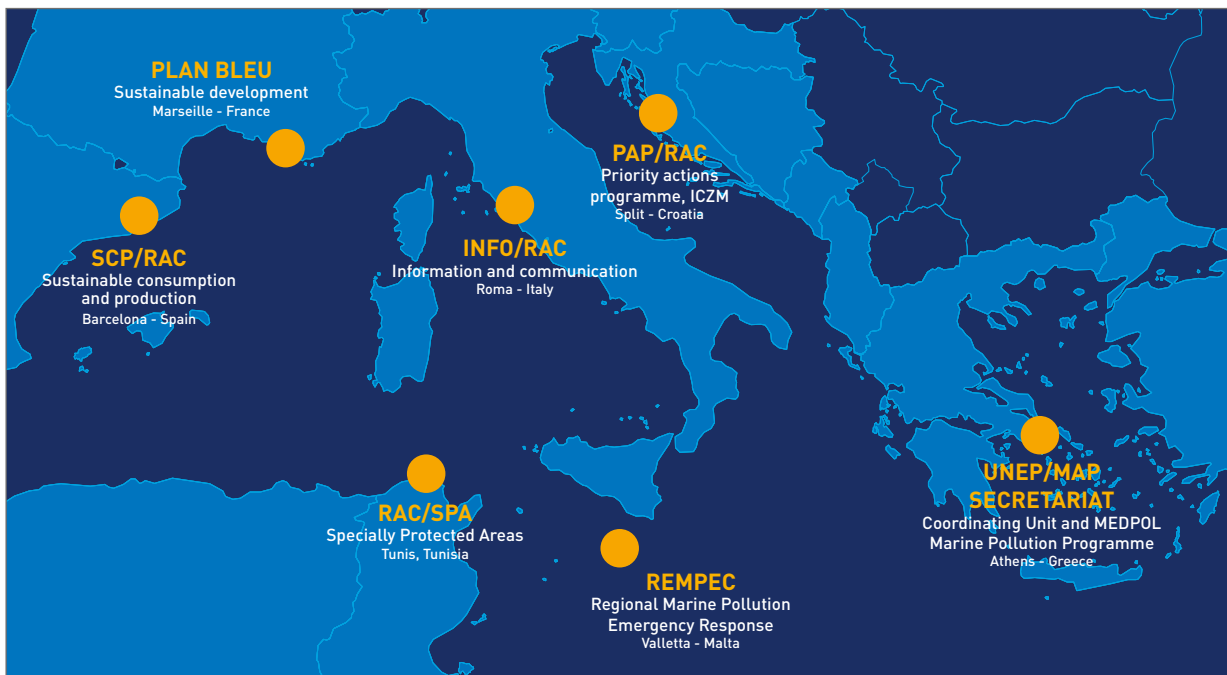 PLAN BLEU
Sustainable development
Marseille - France
PAP/RAC
Priority actions
programme, ICZM
Split - Croatia
SCP/RAC
Sustainable consumption
and production
Barcelona - Spain
INFO/RAC
Information and communication
Roma - Italy
UNEP/MAP
SECRETARIAT
Coordinating Unit and MEDPOL
Marine Pollution Programme
Athens - Greece
RAC/SPA
Specially Protected Areas
Tunis, Tunisia
REMPEC
Regional Marine Pollution
Emergency Response
Valletta - Malta